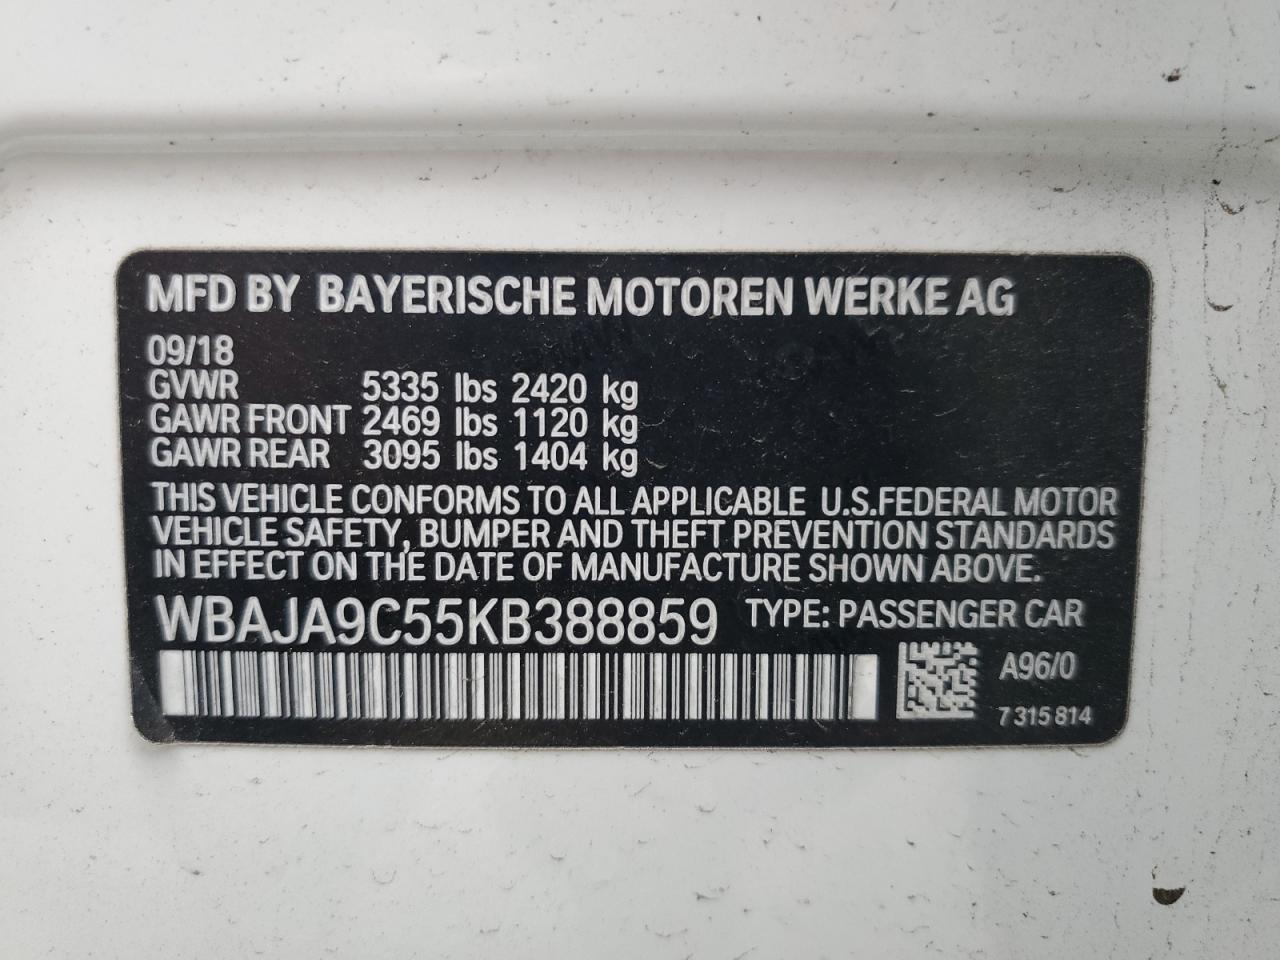 MFD BY BAYERISCHE MOTOREN WERKE AG
09/18
GVWR 5335 lbs 2420 kg
GAWR FRONT 2469 lbs 1120 kg
GAWR REAR 3095 lbs 1404 kg
THIS VEHICLE CONFORMS TO ALL APPLICABLE U.S.FEDERAL MOTOR
VEHICLE SAFETY, BUMPER AND THEFT PREVENTION STANDARDS
IN EFFECT ON THE DATE OF MANUFACTURE SHOWN ABOVE.
WBAJA9C55KB388859 TYPE: PASSENGER CAR
A96/0
7 315 814